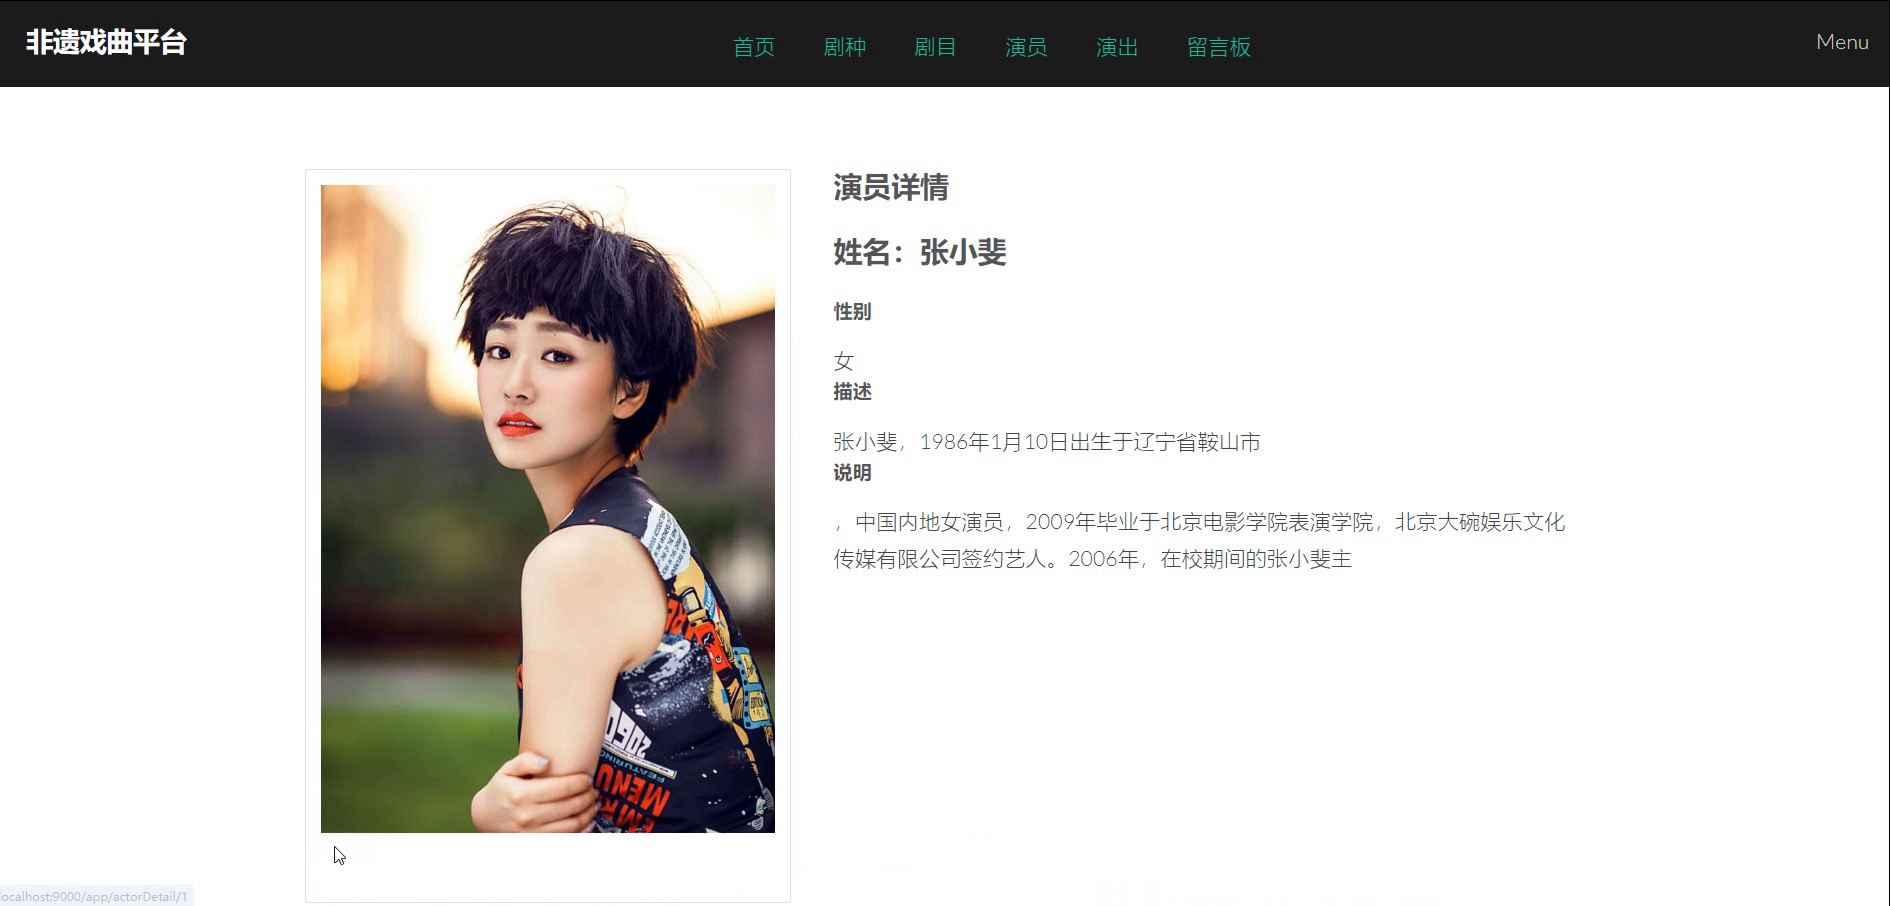 非遗戏曲平台
首页 剧种 剧目 演员 演出 留言板
Menu
演员详情
姓名：张小斐
性别
女
描述
张小斐，1986年1月10日出生于辽宁省鞍山市
说明
，中国内地女演员，2009年毕业于北京电影学院表演学院，北京大碗娱乐文化
传媒有限公司签约艺人。2006年，在校期间的张小斐主
2090
FEATURING
MENU
localhost:9000/app/actorDetail/1